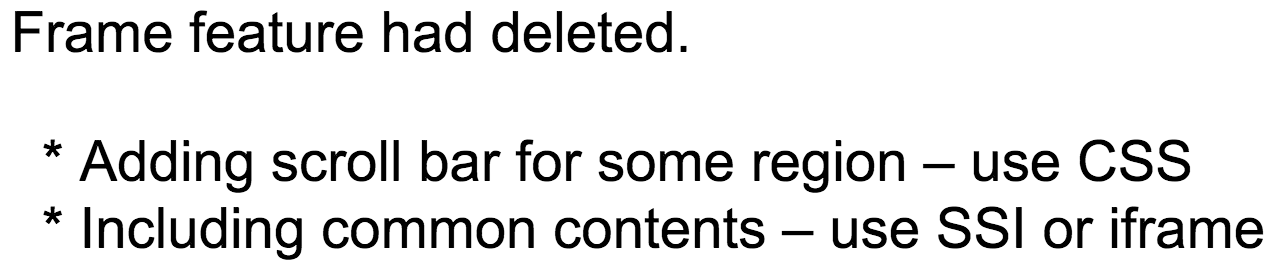 Frame feature had deleted.
* Adding scroll bar for some region – use CSS
* Including common contents – use SSI or iframe